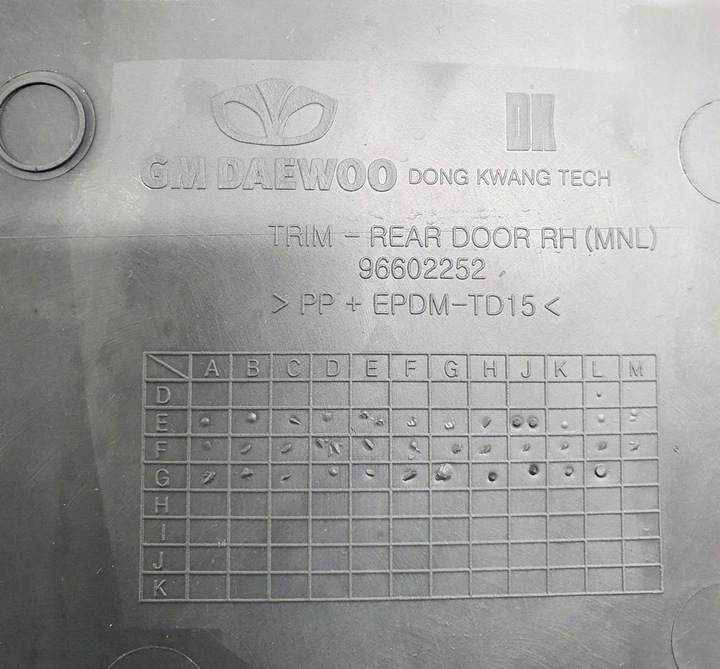 DK
GM DAEWOO DONG KWANG TECH
TRIM - REAR DOOR RH (MNL)
96602252
> PP + EPDM-TD15 <
A B C D E F G H J K L M
D
E
F
G
H
I
J
K